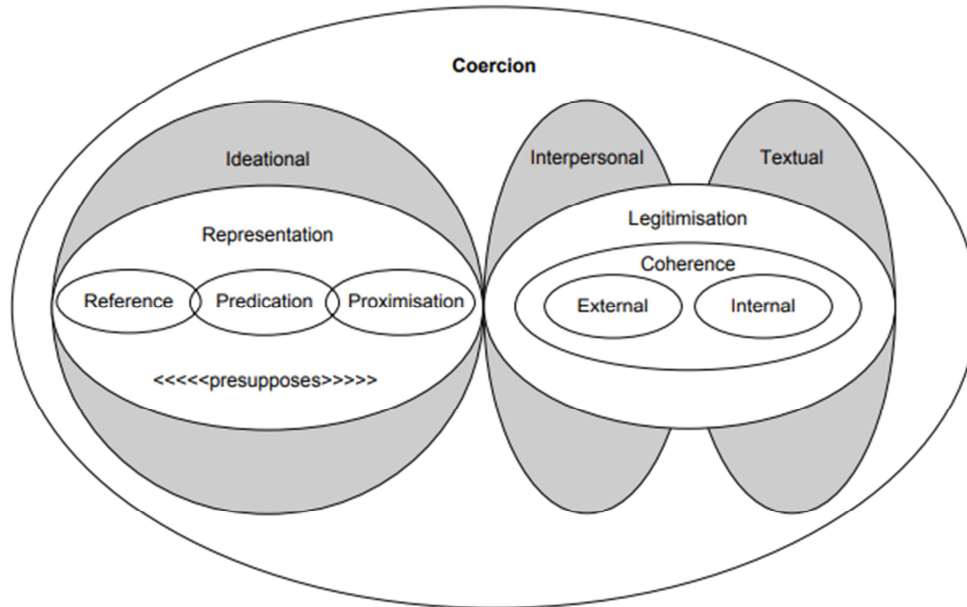 Coercion
Ideational
Interpersonal
Textual
Representation
Legitimisation
Coherence
Reference
Predication
Proximisation
External
Internal
<<<<<presupposes>>>>>